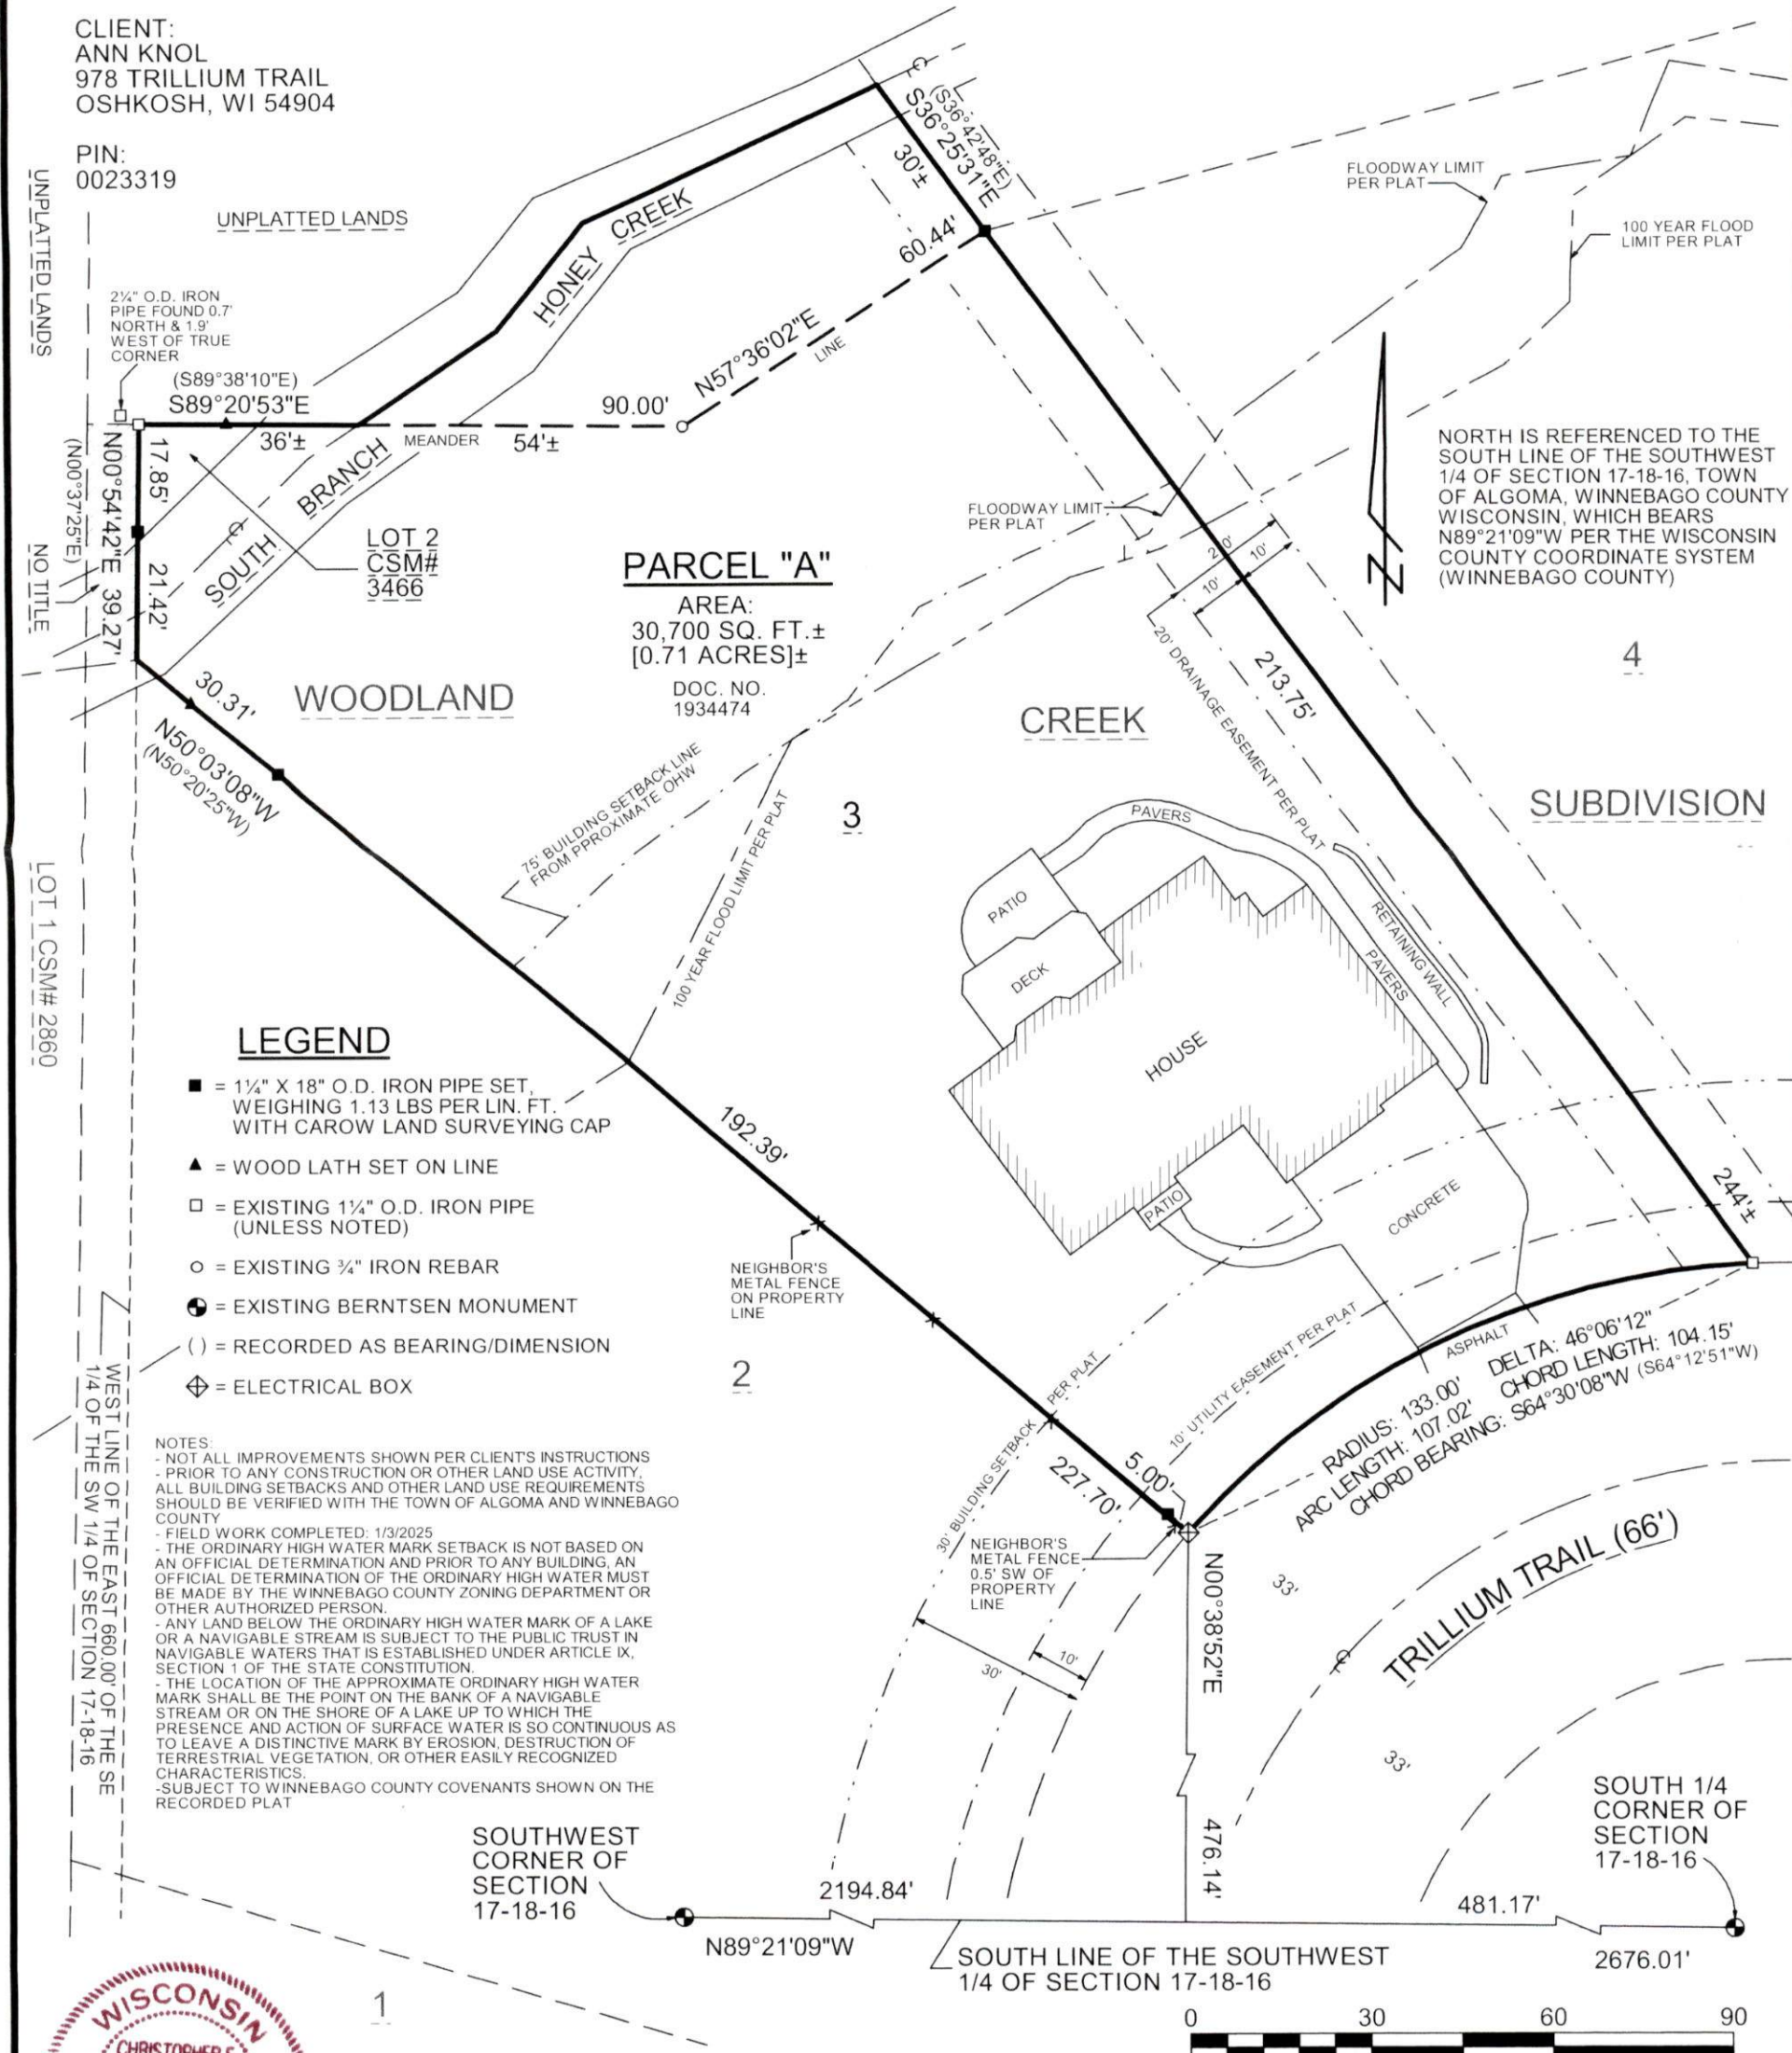 CLIENT:
ANN KNOL
978 TRILLIUM TRAIL
OSHKOSH, WI 54904
PIN:
0023319
UNPLATTED LANDS
UNPLATTED LANDS
2¼" O.D. IRON
PIPE FOUND 0.7'
NORTH & 1.9'
WEST OF TRUE
CORNER
(S89°38'10"E)
S89°20'53"E
36'±
MEANDER
54'±
90.00'
N57°36'02"E
LINE
60.44'
HONEY CREEK
℄
(S36°42'48"E)
S36°25'31"E
30'±
FLOODWAY LIMIT
PER PLAT
100 YEAR FLOOD
LIMIT PER PLAT
NORTH IS REFERENCED TO THE
SOUTH LINE OF THE SOUTHWEST
1/4 OF SECTION 17-18-16, TOWN
OF ALGOMA, WINNEBAGO COUNTY
WISCONSIN, WHICH BEARS
N89°21'09"W PER THE WISCONSIN
COUNTY COORDINATE SYSTEM
(WINNEBAGO COUNTY)
N
(N00°37'25"E)
N00°54'42"E 39.27'
17.85'
21.42'
NO TITLE
℄
SOUTH BRANCH
LOT 2
CSM#
3466
PARCEL "A"
AREA:
30,700 SQ. FT.±
[0.71 ACRES]±
DOC. NO.
1934474
FLOODWAY LIMIT
PER PLAT
20'
10'
10'
20' DRAINAGE EASEMENT PER PLAT
213.75'
4
30.31'
N50°03'08"W
(N50°20'25"W)
WOODLAND
CREEK
SUBDIVISION
75' BUILDING SETBACK LINE
FROM PPROXIMATE OHW
100 YEAR FLOOD LIMIT PER PLAT
3
PAVERS
PATIO
DECK
RETAINING WALL
PAVERS
HOUSE
PATIO
CONCRETE
244'±
LOT 1 CSM# 2860
LEGEND
■ = 1¼" X 18" O.D. IRON PIPE SET,
WEIGHING 1.13 LBS PER LIN. FT.
WITH CAROW LAND SURVEYING CAP
▲ = WOOD LATH SET ON LINE
□ = EXISTING 1¼" O.D. IRON PIPE
(UNLESS NOTED)
○ = EXISTING ¾" IRON REBAR
= EXISTING BERNTSEN MONUMENT
( ) = RECORDED AS BEARING/DIMENSION
= ELECTRICAL BOX
192.39'
NEIGHBOR'S
METAL FENCE
ON PROPERTY
LINE
2
30' BUILDING SETBACK PER PLAT
10' UTILITY EASEMENT PER PLAT
ASPHALT
RADIUS: 133.00' DELTA: 46°06'12"
ARC LENGTH: 107.02' CHORD LENGTH: 104.15'
CHORD BEARING: S64°30'08"W (S64°12'51"W)
5.00'
227.70'
NEIGHBOR'S
METAL FENCE
0.5' SW OF
PROPERTY
LINE
WEST LINE OF THE EAST 660.00' OF THE SE
1/4 OF THE SW 1/4 OF SECTION 17-18-16
NOTES:
- NOT ALL IMPROVEMENTS SHOWN PER CLIENT'S INSTRUCTIONS
- PRIOR TO ANY CONSTRUCTION OR OTHER LAND USE ACTIVITY,
ALL BUILDING SETBACKS AND OTHER LAND USE REQUIREMENTS
SHOULD BE VERIFIED WITH THE TOWN OF ALGOMA AND WINNEBAGO
COUNTY
- FIELD WORK COMPLETED: 1/3/2025
- THE ORDINARY HIGH WATER MARK SETBACK IS NOT BASED ON
AN OFFICIAL DETERMINATION AND PRIOR TO ANY BUILDING, AN
OFFICIAL DETERMINATION OF THE ORDINARY HIGH WATER MUST
BE MADE BY THE WINNEBAGO COUNTY ZONING DEPARTMENT OR
OTHER AUTHORIZED PERSON.
- ANY LAND BELOW THE ORDINARY HIGH WATER MARK OF A LAKE
OR A NAVIGABLE STREAM IS SUBJECT TO THE PUBLIC TRUST IN
NAVIGABLE WATERS THAT IS ESTABLISHED UNDER ARTICLE IX,
SECTION 1 OF THE STATE CONSTITUTION.
- THE LOCATION OF THE APPROXIMATE ORDINARY HIGH WATER
MARK SHALL BE THE POINT ON THE BANK OF A NAVIGABLE
STREAM OR ON THE SHORE OF A LAKE UP TO WHICH THE
PRESENCE AND ACTION OF SURFACE WATER IS SO CONTINUOUS AS
TO LEAVE A DISTINCTIVE MARK BY EROSION, DESTRUCTION OF
TERRESTRIAL VEGETATION, OR OTHER EASILY RECOGNIZED
CHARACTERISTICS.
-SUBJECT TO WINNEBAGO COUNTY COVENANTS SHOWN ON THE
RECORDED PLAT
30'
10'
N00°38'52"E
476.14'
33'
℄
33'
TRILLIUM TRAIL (66')
SOUTHWEST
CORNER OF
SECTION
17-18-16
2194.84'
N89°21'09"W
SOUTH LINE OF THE SOUTHWEST
1/4 OF SECTION 17-18-16
481.17'
2676.01'
SOUTH 1/4
CORNER OF
SECTION
17-18-16
1
WISCONSIN
0 30 60 90